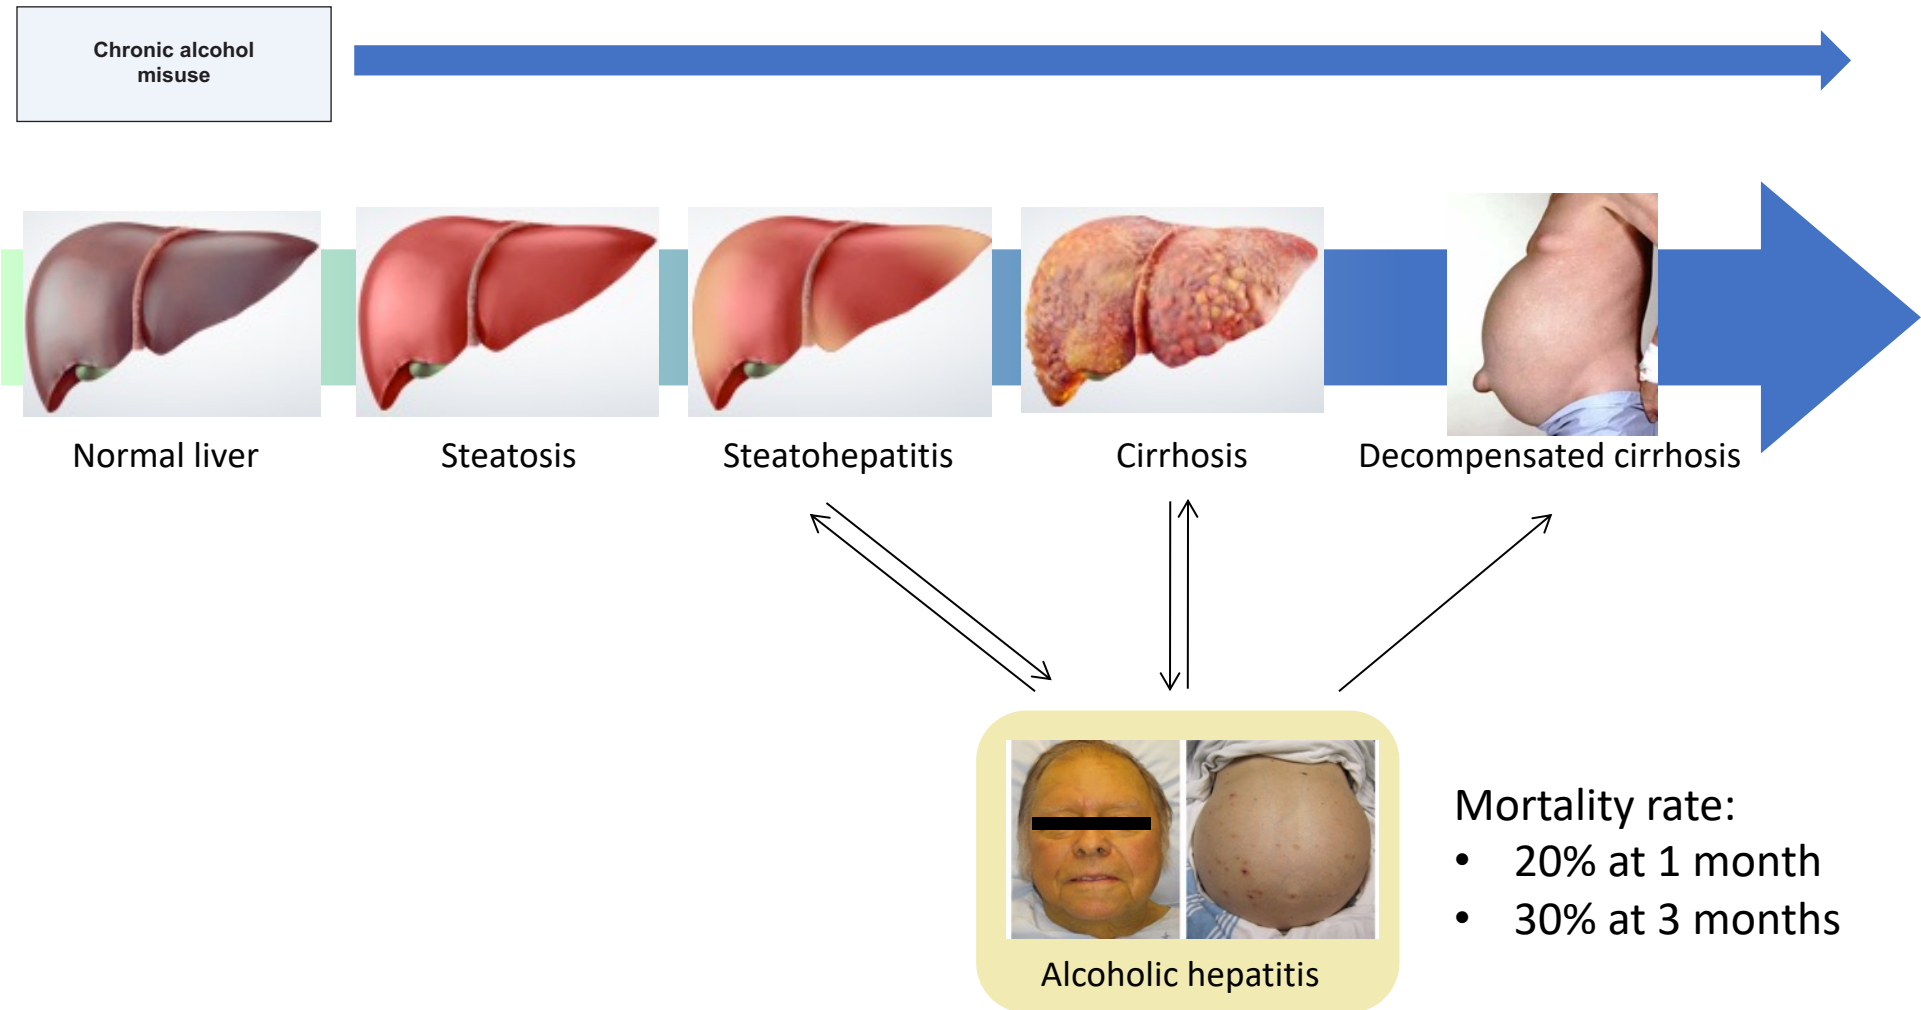 Chronic alcohol
misuse
Normal liver
Steatosis
Steatohepatitis
Cirrhosis
Decompensated cirrhosis
Mortality rate:
• 20% at 1 month
• 30% at 3 months
Alcoholic hepatitis